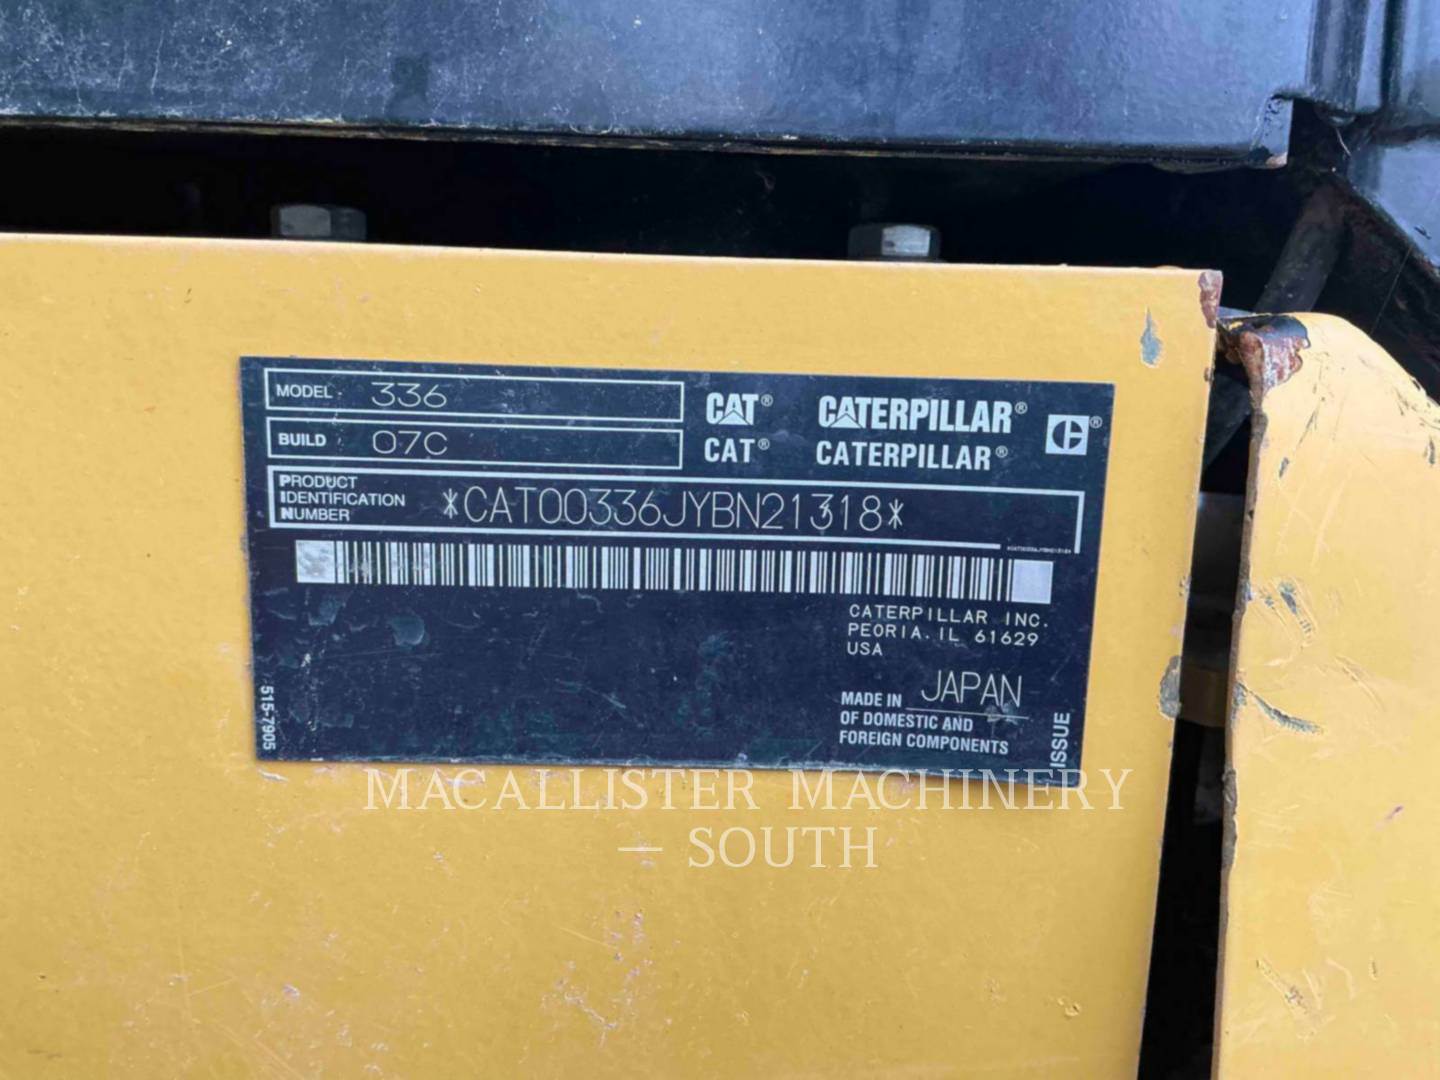 MODEL 336
BUILD 07C
CAT® CATERPILLAR®
CAT® CATERPILLAR®
PRODUCT
IDENTIFICATION
NUMBER
*CAT00336JYBN21318*
*CAT00336JYBN21318*
CATERPILLAR INC.
PEORIA, IL 61629
USA
MADE IN JAPAN
OF DOMESTIC AND
FOREIGN COMPONENTS
515-7905
ISSUE
MACALLISTER MACHINERY
— SOUTH